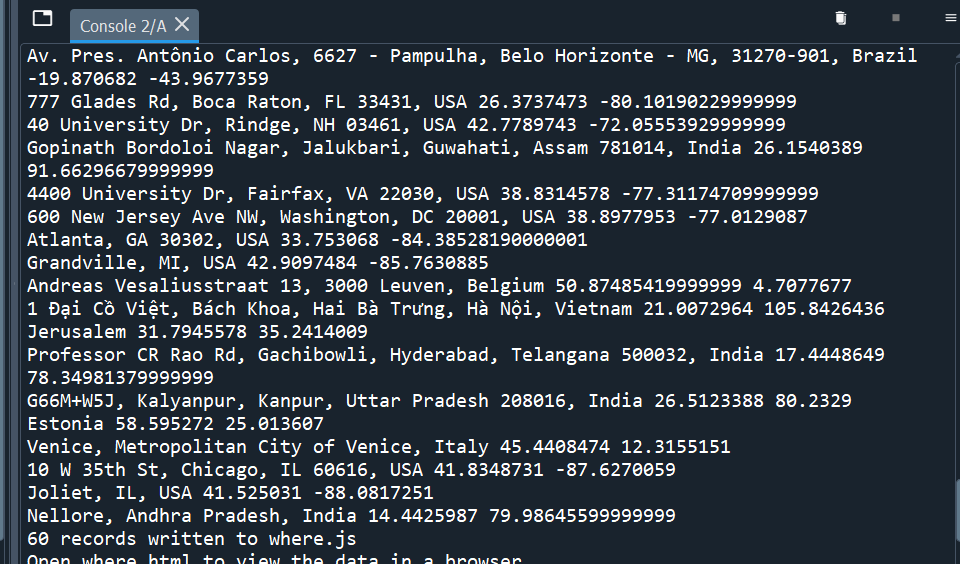 Console 2/A
Av. Pres. Antônio Carlos, 6627 - Pampulha, Belo Horizonte - MG, 31270-901, Brazil
-19.870682 -43.9677359
777 Glades Rd, Boca Raton, FL 33431, USA 26.3737473 -80.10190229999999
40 University Dr, Rindge, NH 03461, USA 42.7789743 -72.05553929999999
Gopinath Bordoloi Nagar, Jalukbari, Guwahati, Assam 781014, India 26.1540389
91.66296679999999
4400 University Dr, Fairfax, VA 22030, USA 38.8314578 -77.31174709999999
600 New Jersey Ave NW, Washington, DC 20001, USA 38.8977953 -77.0129087
Atlanta, GA 30302, USA 33.753068 -84.38528190000001
Grandville, MI, USA 42.9097484 -85.7630885
Andreas Vesaliusstraat 13, 3000 Leuven, Belgium 50.87485419999999 4.7077677
1 Đại Cồ Việt, Bách Khoa, Hai Bà Trưng, Hà Nội, Vietnam 21.0072964 105.8426436
Jerusalem 31.7945578 35.2414009
Professor CR Rao Rd, Gachibowli, Hyderabad, Telangana 500032, India 17.4448649
78.34981379999999
G66M+W5J, Kalyanpur, Kanpur, Uttar Pradesh 208016, India 26.5123388 80.2329
Estonia 58.595272 25.013607
Venice, Metropolitan City of Venice, Italy 45.4408474 12.3155151
10 W 35th St, Chicago, IL 60616, USA 41.8348731 -87.6270059
Joliet, IL, USA 41.525031 -88.0817251
Nellore, Andhra Pradesh, India 14.4425987 79.98645599999999
60 records written to where.js
Open where.html to view the data in a browser